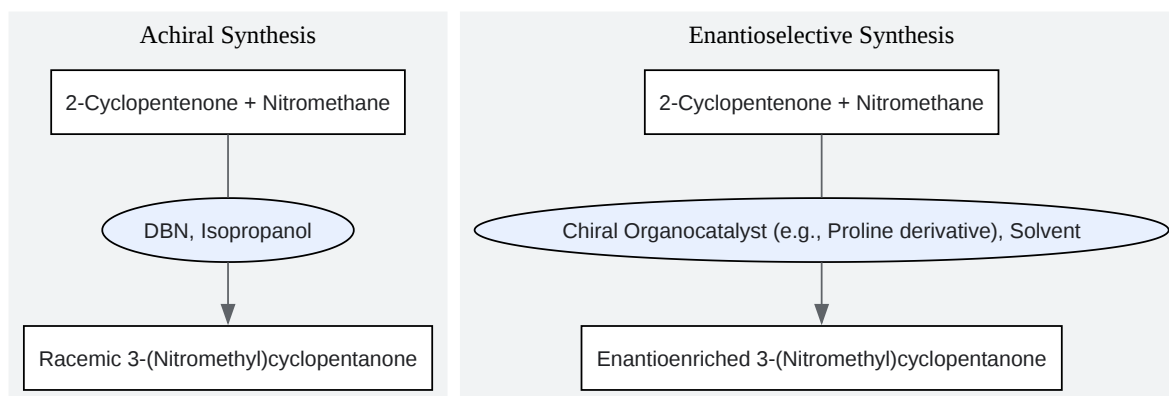 Achiral Synthesis
2-Cyclopentenone + Nitromethane
DBN, Isopropanol
Racemic 3-(Nitromethyl)cyclopentanone
Enantioselective Synthesis
2-Cyclopentenone + Nitromethane
Chiral Organocatalyst (e.g., Proline derivative), Solvent
Enantioenriched 3-(Nitromethyl)cyclopentanone